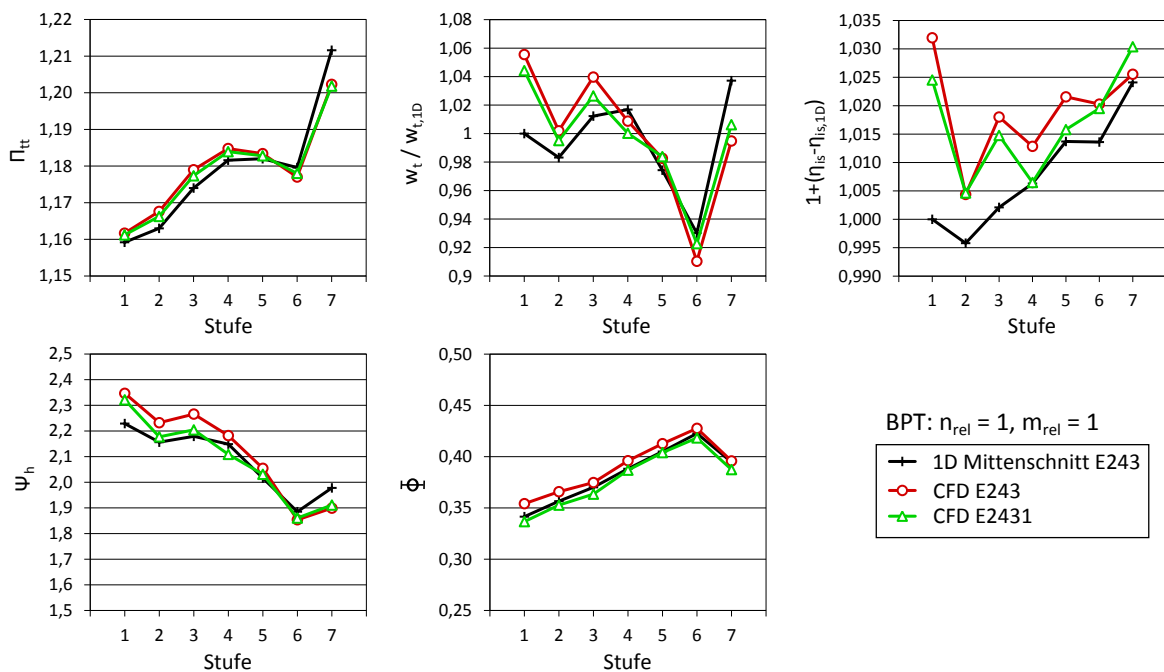 1,22
1,21
1,20
1,19
1,18
1,17
1,16
1,15
Π_tt
1 2 3 4 5 6 7
Stufe
1,08
1,06
1,04
1,02
1
0,98
0,96
0,94
0,92
0,9
w_t / w_t,1D
1 2 3 4 5 6 7
Stufe
1,035
1,030
1,025
1,020
1,015
1,010
1,005
1,000
0,995
0,990
1+(η_is-η_is,1D)
1 2 3 4 5 6 7
Stufe
2,5
2,4
2,3
2,2
2,1
2,0
1,9
1,8
1,7
1,6
1,5
Ψ_h
1 2 3 4 5 6 7
Stufe
0,50
0,45
0,40
0,35
0,30
0,25
Φ
1 2 3 4 5 6 7
Stufe
BPT: n_rel = 1, m_rel = 1
1D Mittenschnitt E243
CFD E243
CFD E2431